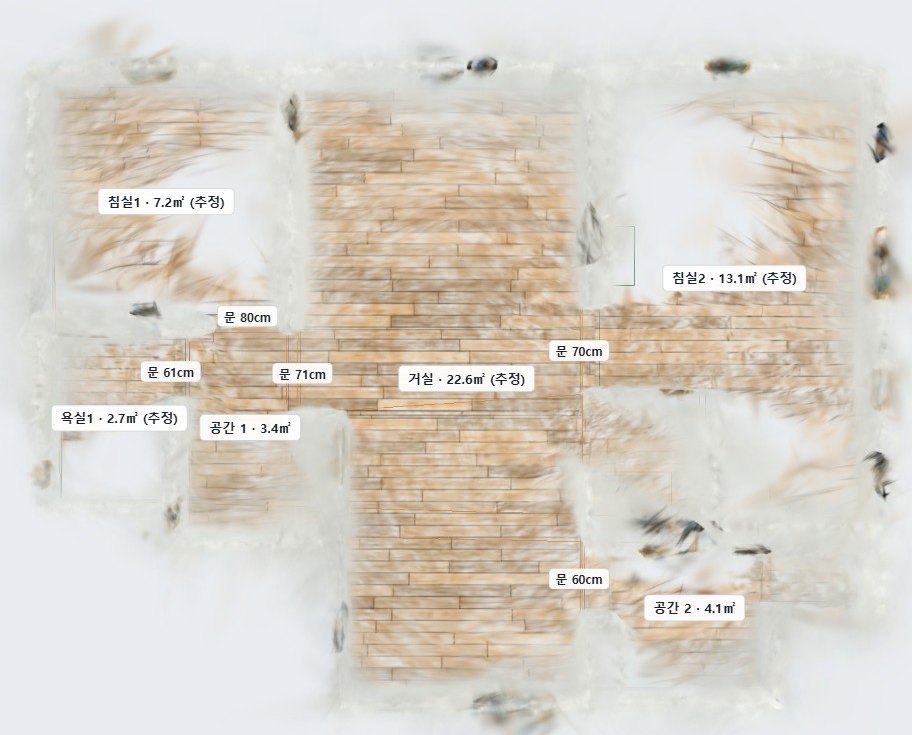 침실1 · 7.2㎡ (추정)
침실2 · 13.1㎡ (추정)
문 80cm
문 70cm
문 61cm
문 71cm
거실 · 22.6㎡ (추정)
욕실1 · 2.7㎡ (추정)
공간 1 · 3.4㎡
문 60cm
공간 2 · 4.1㎡